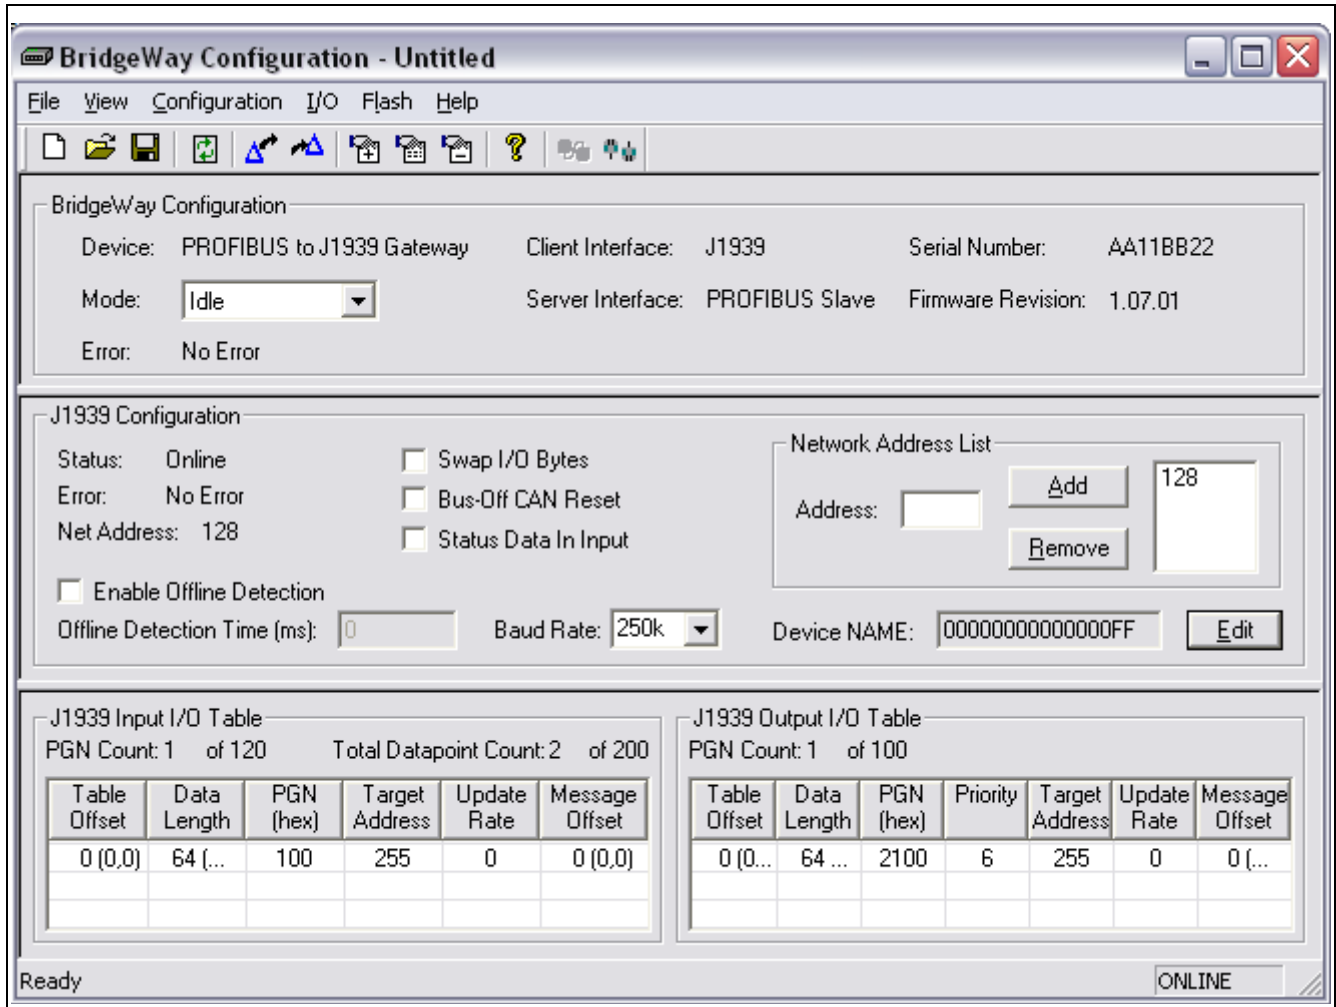 BridgeWay Configuration - Untitled
File View Configuration I/O Flash Help
BridgeWay Configuration
Device: PROFIBUS to J1939 Gateway Client Interface: J1939 Serial Number: AA11BB22
Mode: Idle Server Interface: PROFIBUS Slave Firmware Revision: 1.07.01
Error: No Error
J1939 Configuration
Status: Online Swap I/O Bytes
Error: No Error Bus-Off CAN Reset
Net Address: 128 Status Data In Input
Network Address List
Address: Add 128
Remove
Enable Offline Detection
Offline Detection Time (ms): 0 Baud Rate: 250k Device NAME: 00000000000000FF Edit
J1939 Input I/O Table
PGN Count: 1 of 120 Total Datapoint Count: 2 of 200
Table Offset Data Length PGN (hex) Target Address Update Rate Message Offset
0 (0,0) 64 (... 100 255 0 0 (0,0)
J1939 Output I/O Table
PGN Count: 1 of 100
Table Offset Data Length PGN (hex) Priority Target Address Update Rate Message Offset
0 (0... 64 ... 2100 6 255 0 0 (...
Ready ONLINE